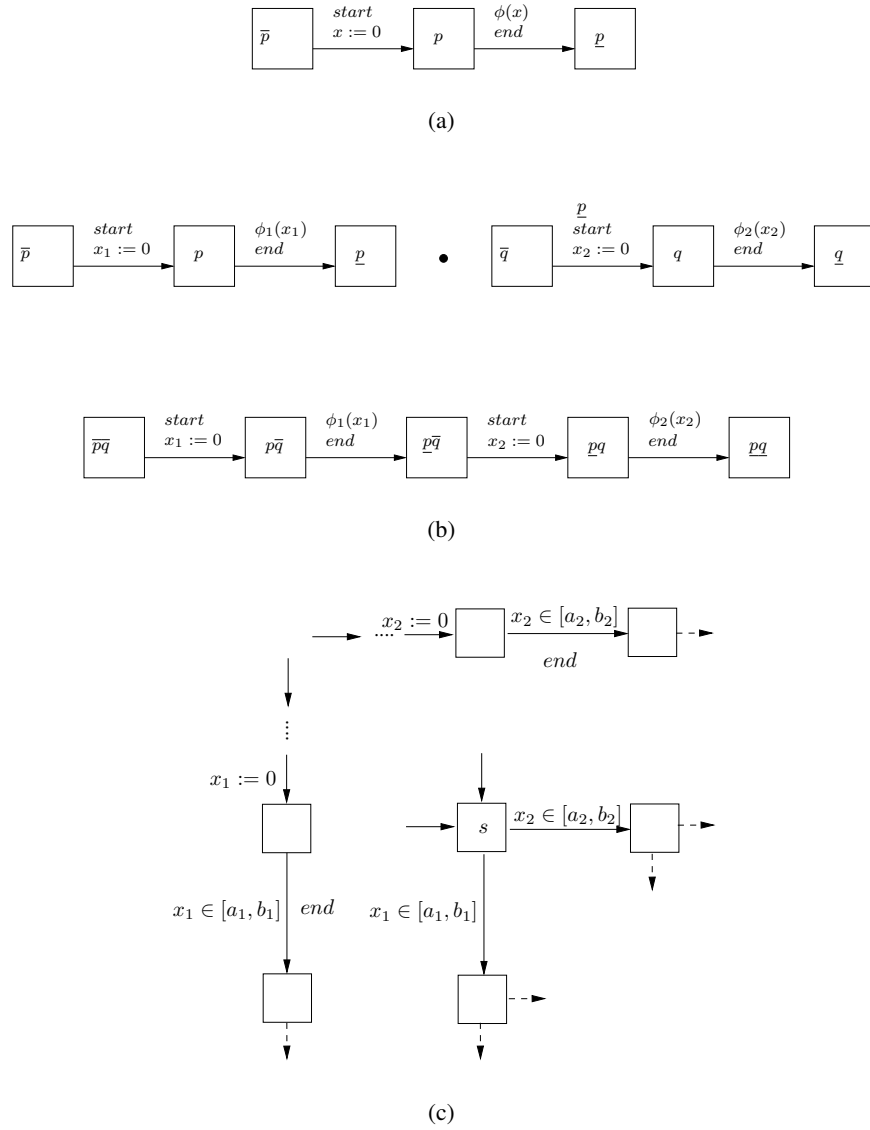 start ϕ(x)
p̅ x := 0 p end p̲
(a)
p̲
start ϕ₁(x₁) start ϕ₂(x₂)
p̅ x₁ := 0 p end p̲ • q̅ x₂ := 0 q end q̲
start ϕ₁(x₁) start ϕ₂(x₂)
p̅q̅ x₁ := 0 pq̅ end p̲q̅ x₂ := 0 p̲q end p̲q̲
(b)
x₂ := 0 x₂ ∈ [a₂, b₂]
....
end
....
x₁ := 0
s x₂ ∈ [a₂, b₂]
x₁ ∈ [a₁, b₁] end x₁ ∈ [a₁, b₁]
(c)